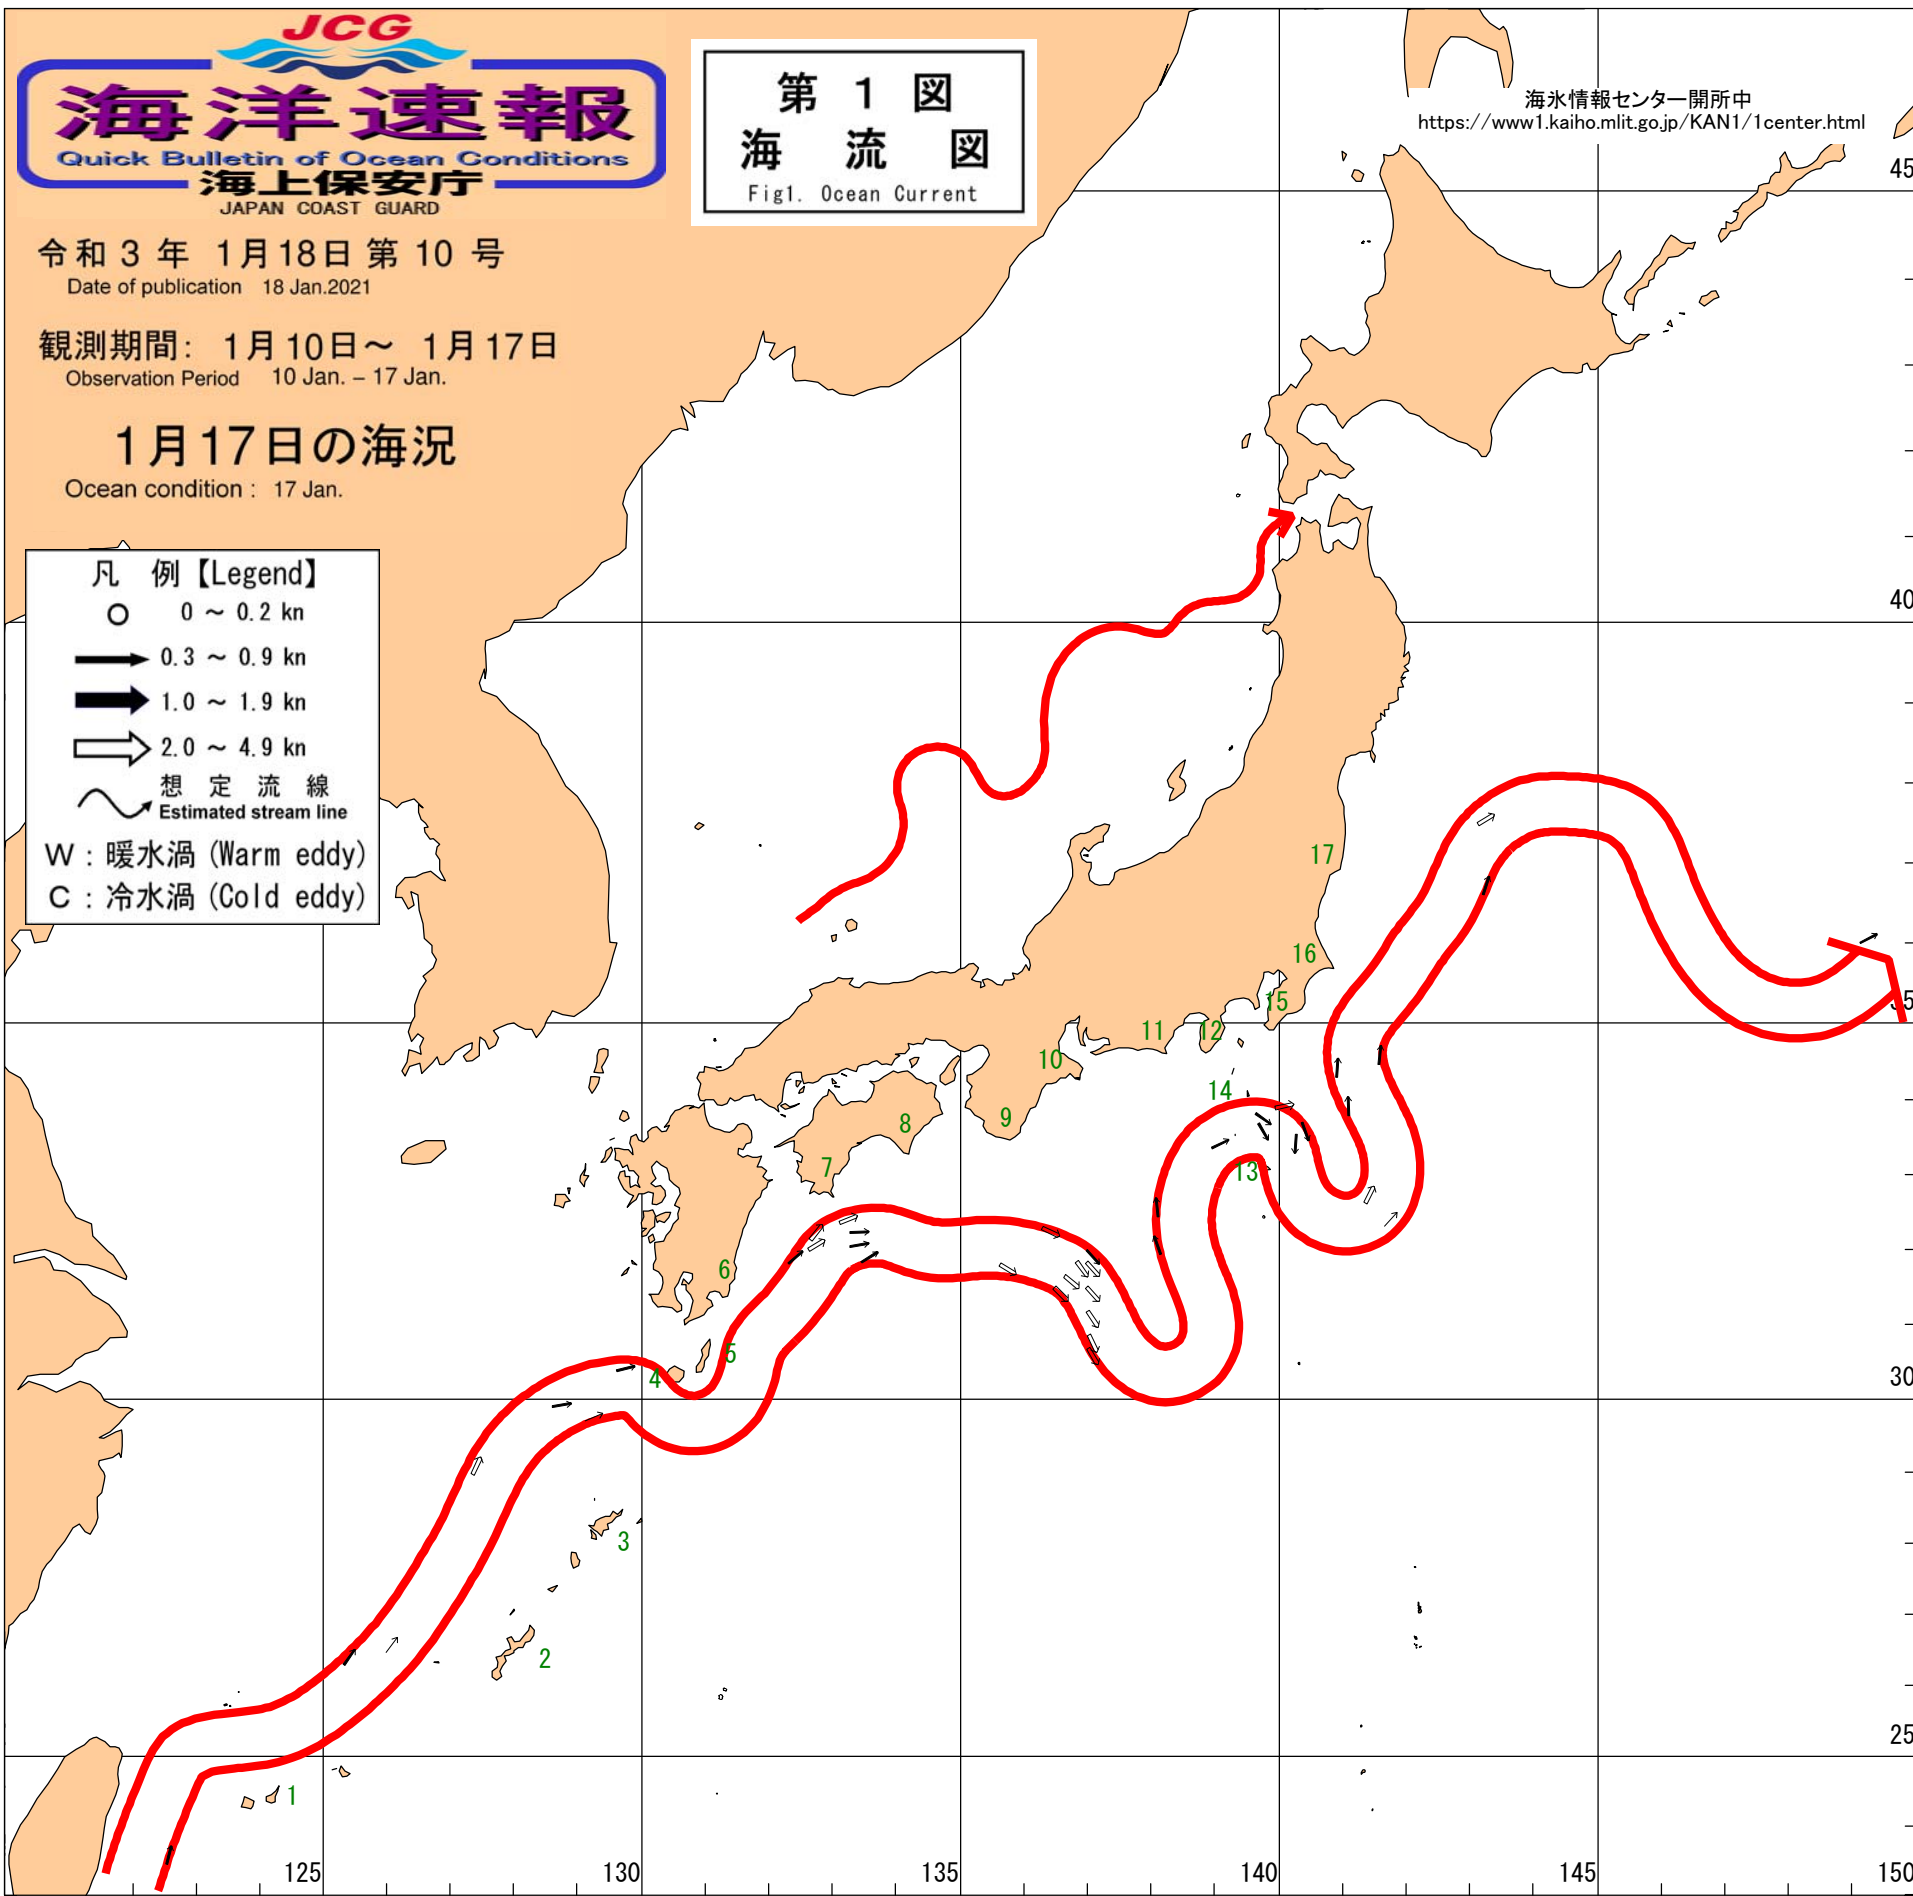 JCG
海洋速報
Quick Bulletin of Ocean Conditions
海上保安庁
JAPAN COAST GUARD
令和 3 年 1月18日 第 10 号
Date of publication 18 Jan.2021
観測期間: 1月10日～ 1月17日
Observation Period 10 Jan. – 17 Jan.
1月17日の海況
Ocean condition : 17 Jan.
第 1 図
海 流 図
Fig1. Ocean Current
海氷情報センター開所中
https://www1.kaiho.mlit.go.jp/KAN1/1center.html
凡 例【Legend】
0 ～ 0.2 kn
0.3 ～ 0.9 kn
1.0 ～ 1.9 kn
2.0 ～ 4.9 kn
想 定 流 線
Estimated stream line
W : 暖水渦 (Warm eddy)
C : 冷水渦 (Cold eddy)
45
40
17
16
15
35
12
11
10
14
9
8
7
13
6
5
4
30
3
2
25
1
125
130
135
140
145
150